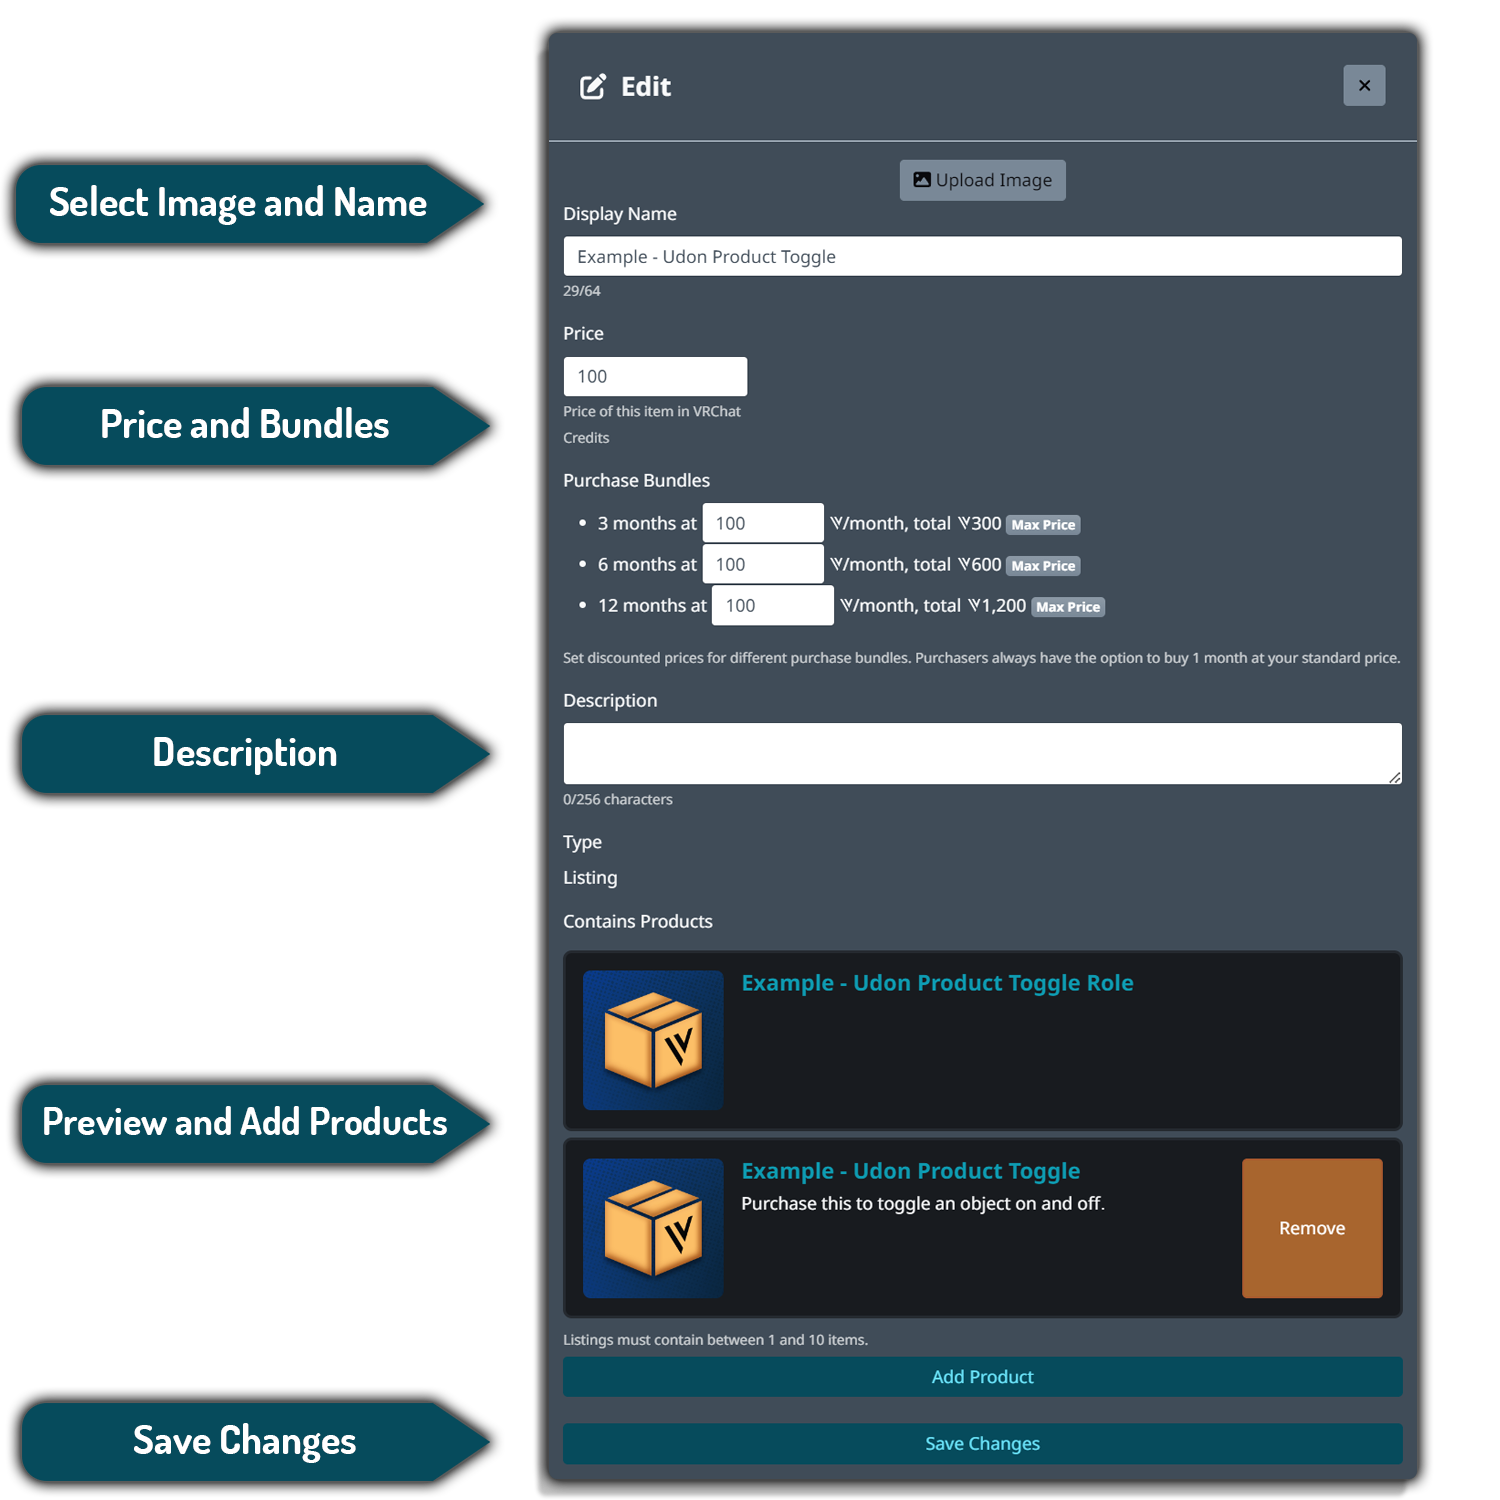 Edit
Select Image and Name
Upload Image
Display Name
Example - Udon Product Toggle
29/64
Price
100
Price of this item in VRChat
Credits
Price and Bundles
Purchase Bundles
3 months at 100 /month, total 300 Max Price
6 months at 100 /month, total 600 Max Price
12 months at 100 /month, total 1,200 Max Price
Set discounted prices for different purchase bundles. Purchasers always have the option to buy 1 month at your standard price.
Description
Description
0/256 characters
Type
Listing
Contains Products
Example - Udon Product Toggle Role
Preview and Add Products
Example - Udon Product Toggle
Purchase this to toggle an object on and off.
Remove
Listings must contain between 1 and 10 items.
Add Product
Save Changes
Save Changes